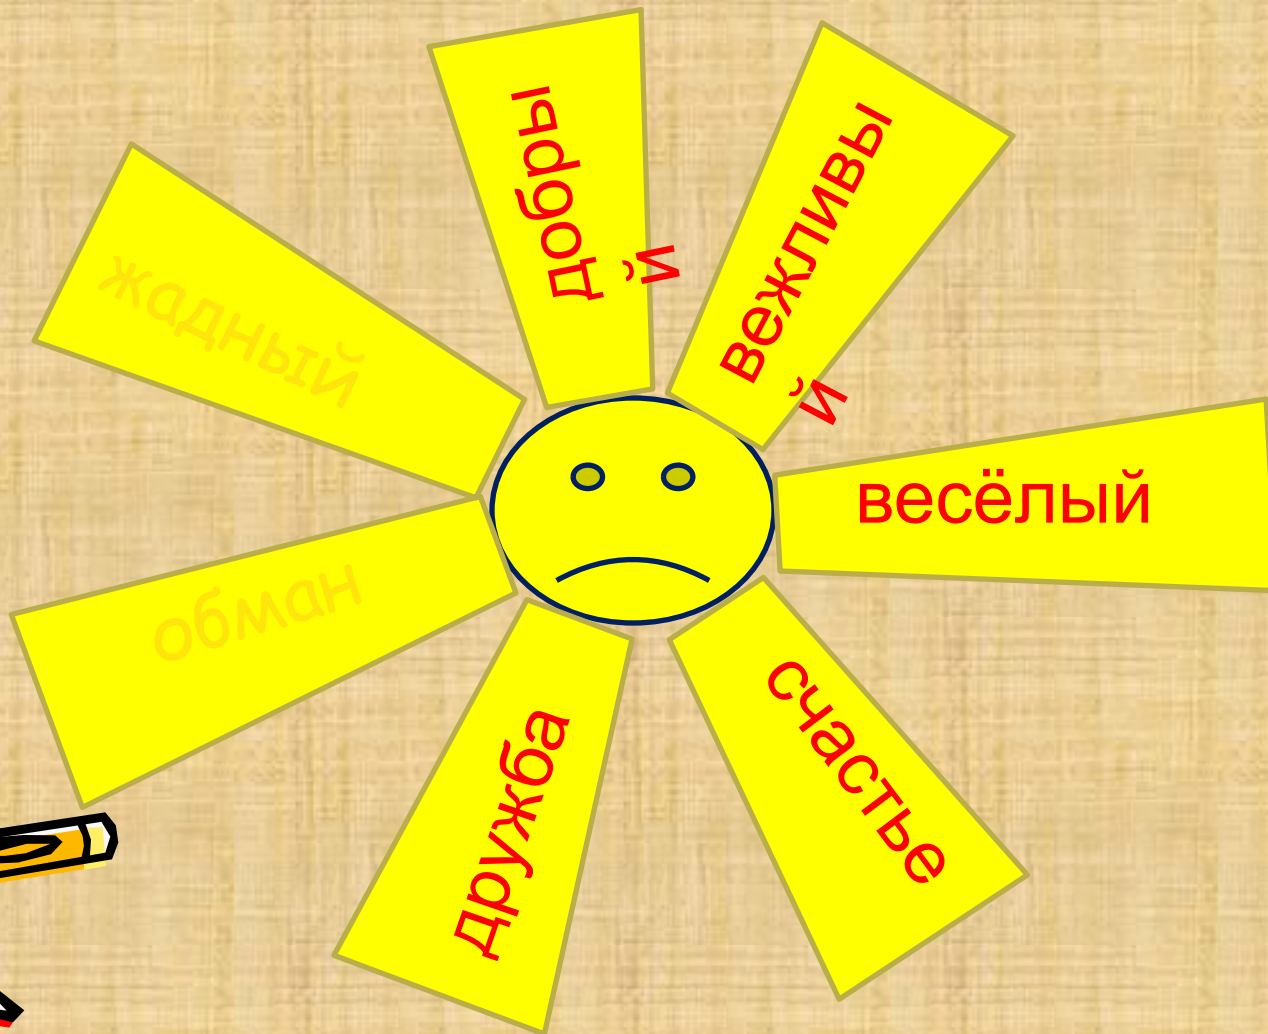 добры
й
вежливы
й
весёлый
счастье
дружба
обман
жадный